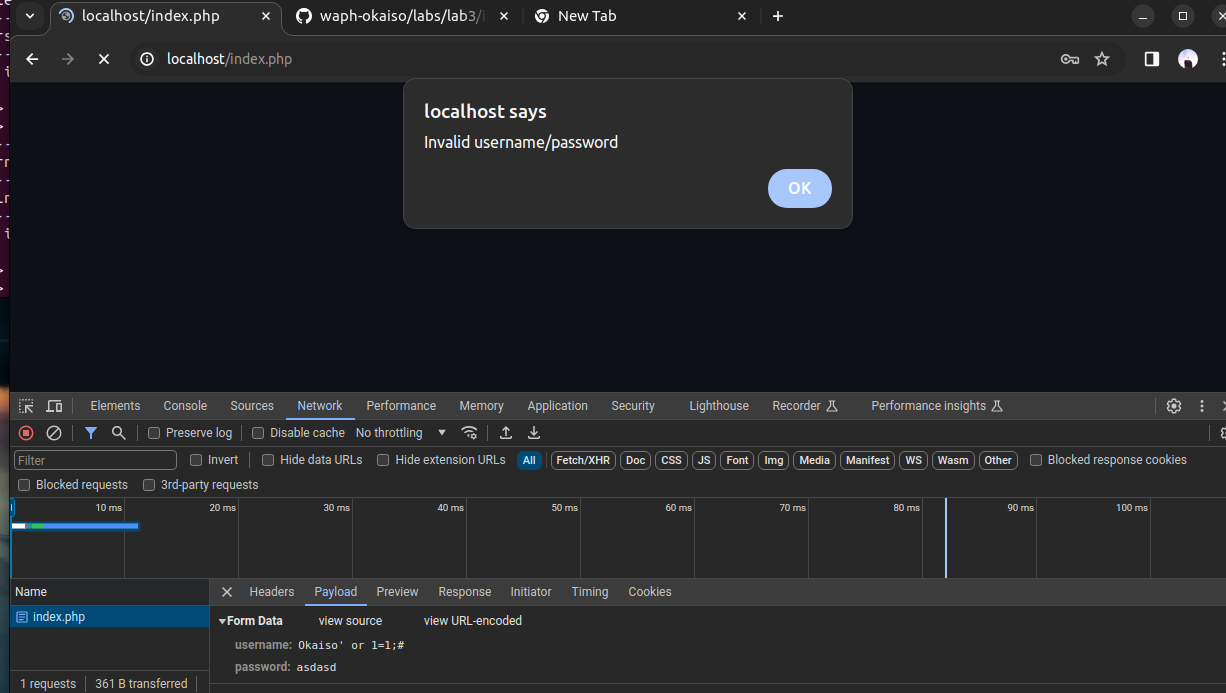 localhost/index.php
waph-okaiso/labs/lab3/i
New Tab
localhost/index.php
localhost says
Invalid username/password
OK
Elements Console Sources Network Performance Memory Application Security Lighthouse Recorder Performance insights
Preserve log Disable cache No throttling
Filter Invert Hide data URLs Hide extension URLs All Fetch/XHR Doc CSS JS Font Img Media Manifest WS Wasm Other Blocked response cookies
Blocked requests 3rd-party requests
10 ms 20 ms 30 ms 40 ms 50 ms 60 ms 70 ms 80 ms 90 ms 100 ms
Name Headers Payload Preview Response Initiator Timing Cookies
index.php
Form Data view source view URL-encoded
username: Okaiso' or 1=1;#
password: asdasd
1 requests 361 B transferred